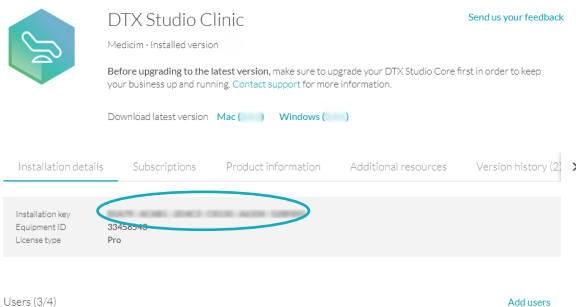 DTX Studio Clinic
Send us your feedback
Medicim · Installed version
Before upgrading to the latest version, make sure to upgrade your DTX Studio Core first in order to keep
your business up and running. Contact support for more information.
Download latest version Mac ( ) Windows ( )
Installation details Subscriptions Product information Additional resources Version history (2)
Installation key
Equipment ID 33458543
License type Pro
Users (3/4) Add users